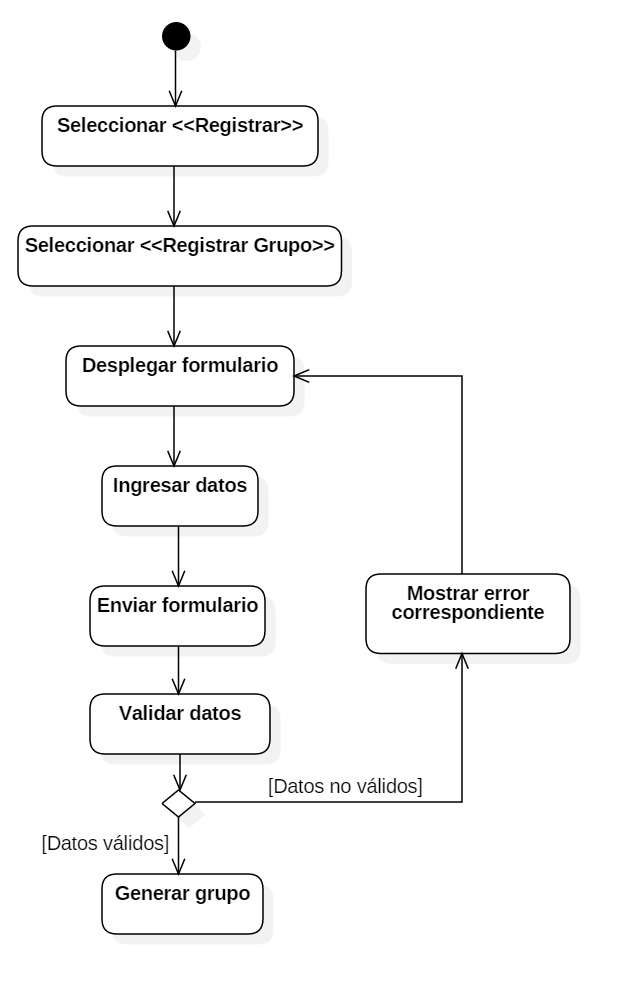 Seleccionar <<Registrar>>
Seleccionar <<Registrar Grupo>>
Desplegar formulario
Ingresar datos
Enviar formulario
Mostrar error
correspondiente
Validar datos
[Datos no válidos]
[Datos válidos]
Generar grupo